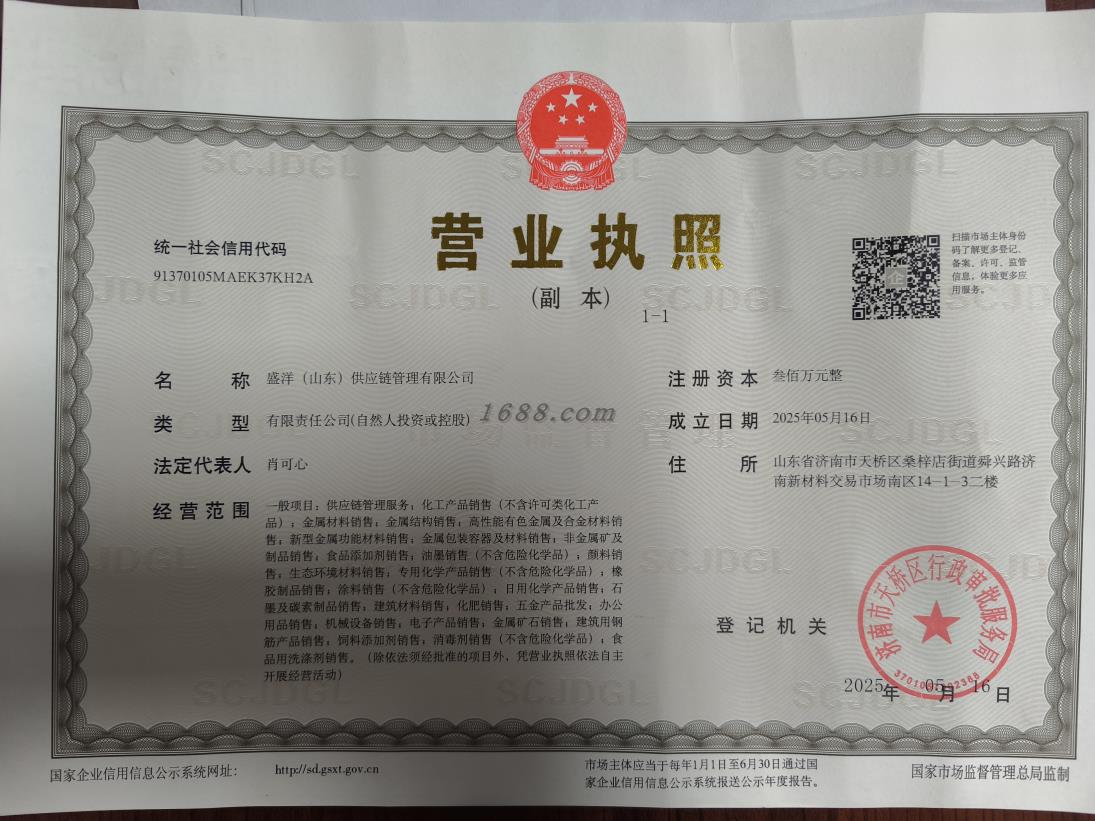 营业执照
(副 本)
1-1
统一社会信用代码
91370105MAEK37KH2A
扫描市场主体身份
码了解更多登记、
备案、许可、监管
信息，体验更多应
用服务。
名 称 盛洋（山东）供应链管理有限公司
类 型 有限责任公司(自然人投资或控股)
法定代表人 肖可心
经营范围 一般项目：供应链管理服务；化工产品销售（不含许可类化工产
品）；金属材料销售；金属结构销售；高性能有色金属及合金材料销
售；新型金属功能材料销售；金属包装容器及材料销售；非金属矿及
制品销售；食品添加剂销售；油墨销售（不含危险化学品）；颜料销
售；生态环境材料销售；专用化学产品销售（不含危险化学品）；橡
胶制品销售；涂料销售（不含危险化学品）；日用化学产品销售；石
墨及碳素制品销售；建筑材料销售；化肥销售；五金产品批发；办公
用品销售；机械设备销售；电子产品销售；金属矿石销售；建筑用钢
筋产品销售；饲料添加剂销售；消毒剂销售（不含危险化学品）；食
品用洗涤剂销售。（除依法须经批准的项目外，凭营业执照依法自主
开展经营活动）
注册资本 叁佰万元整
成立日期 2025年05月16日
住 所 山东省济南市天桥区桑梓店街道舜兴路济
南新材料交易市场南区14-1-3二楼
1688.com
登记机关
济南市天桥区行政审批服务局
2025年 05月 16日
国家企业信用信息公示系统网址： http://sd.gsxt.gov.cn
市场主体应当于每年1月1日至6月30日通过国
家企业信用信息公示系统报送公示年度报告。
国家市场监督管理总局监制
SCJDGL